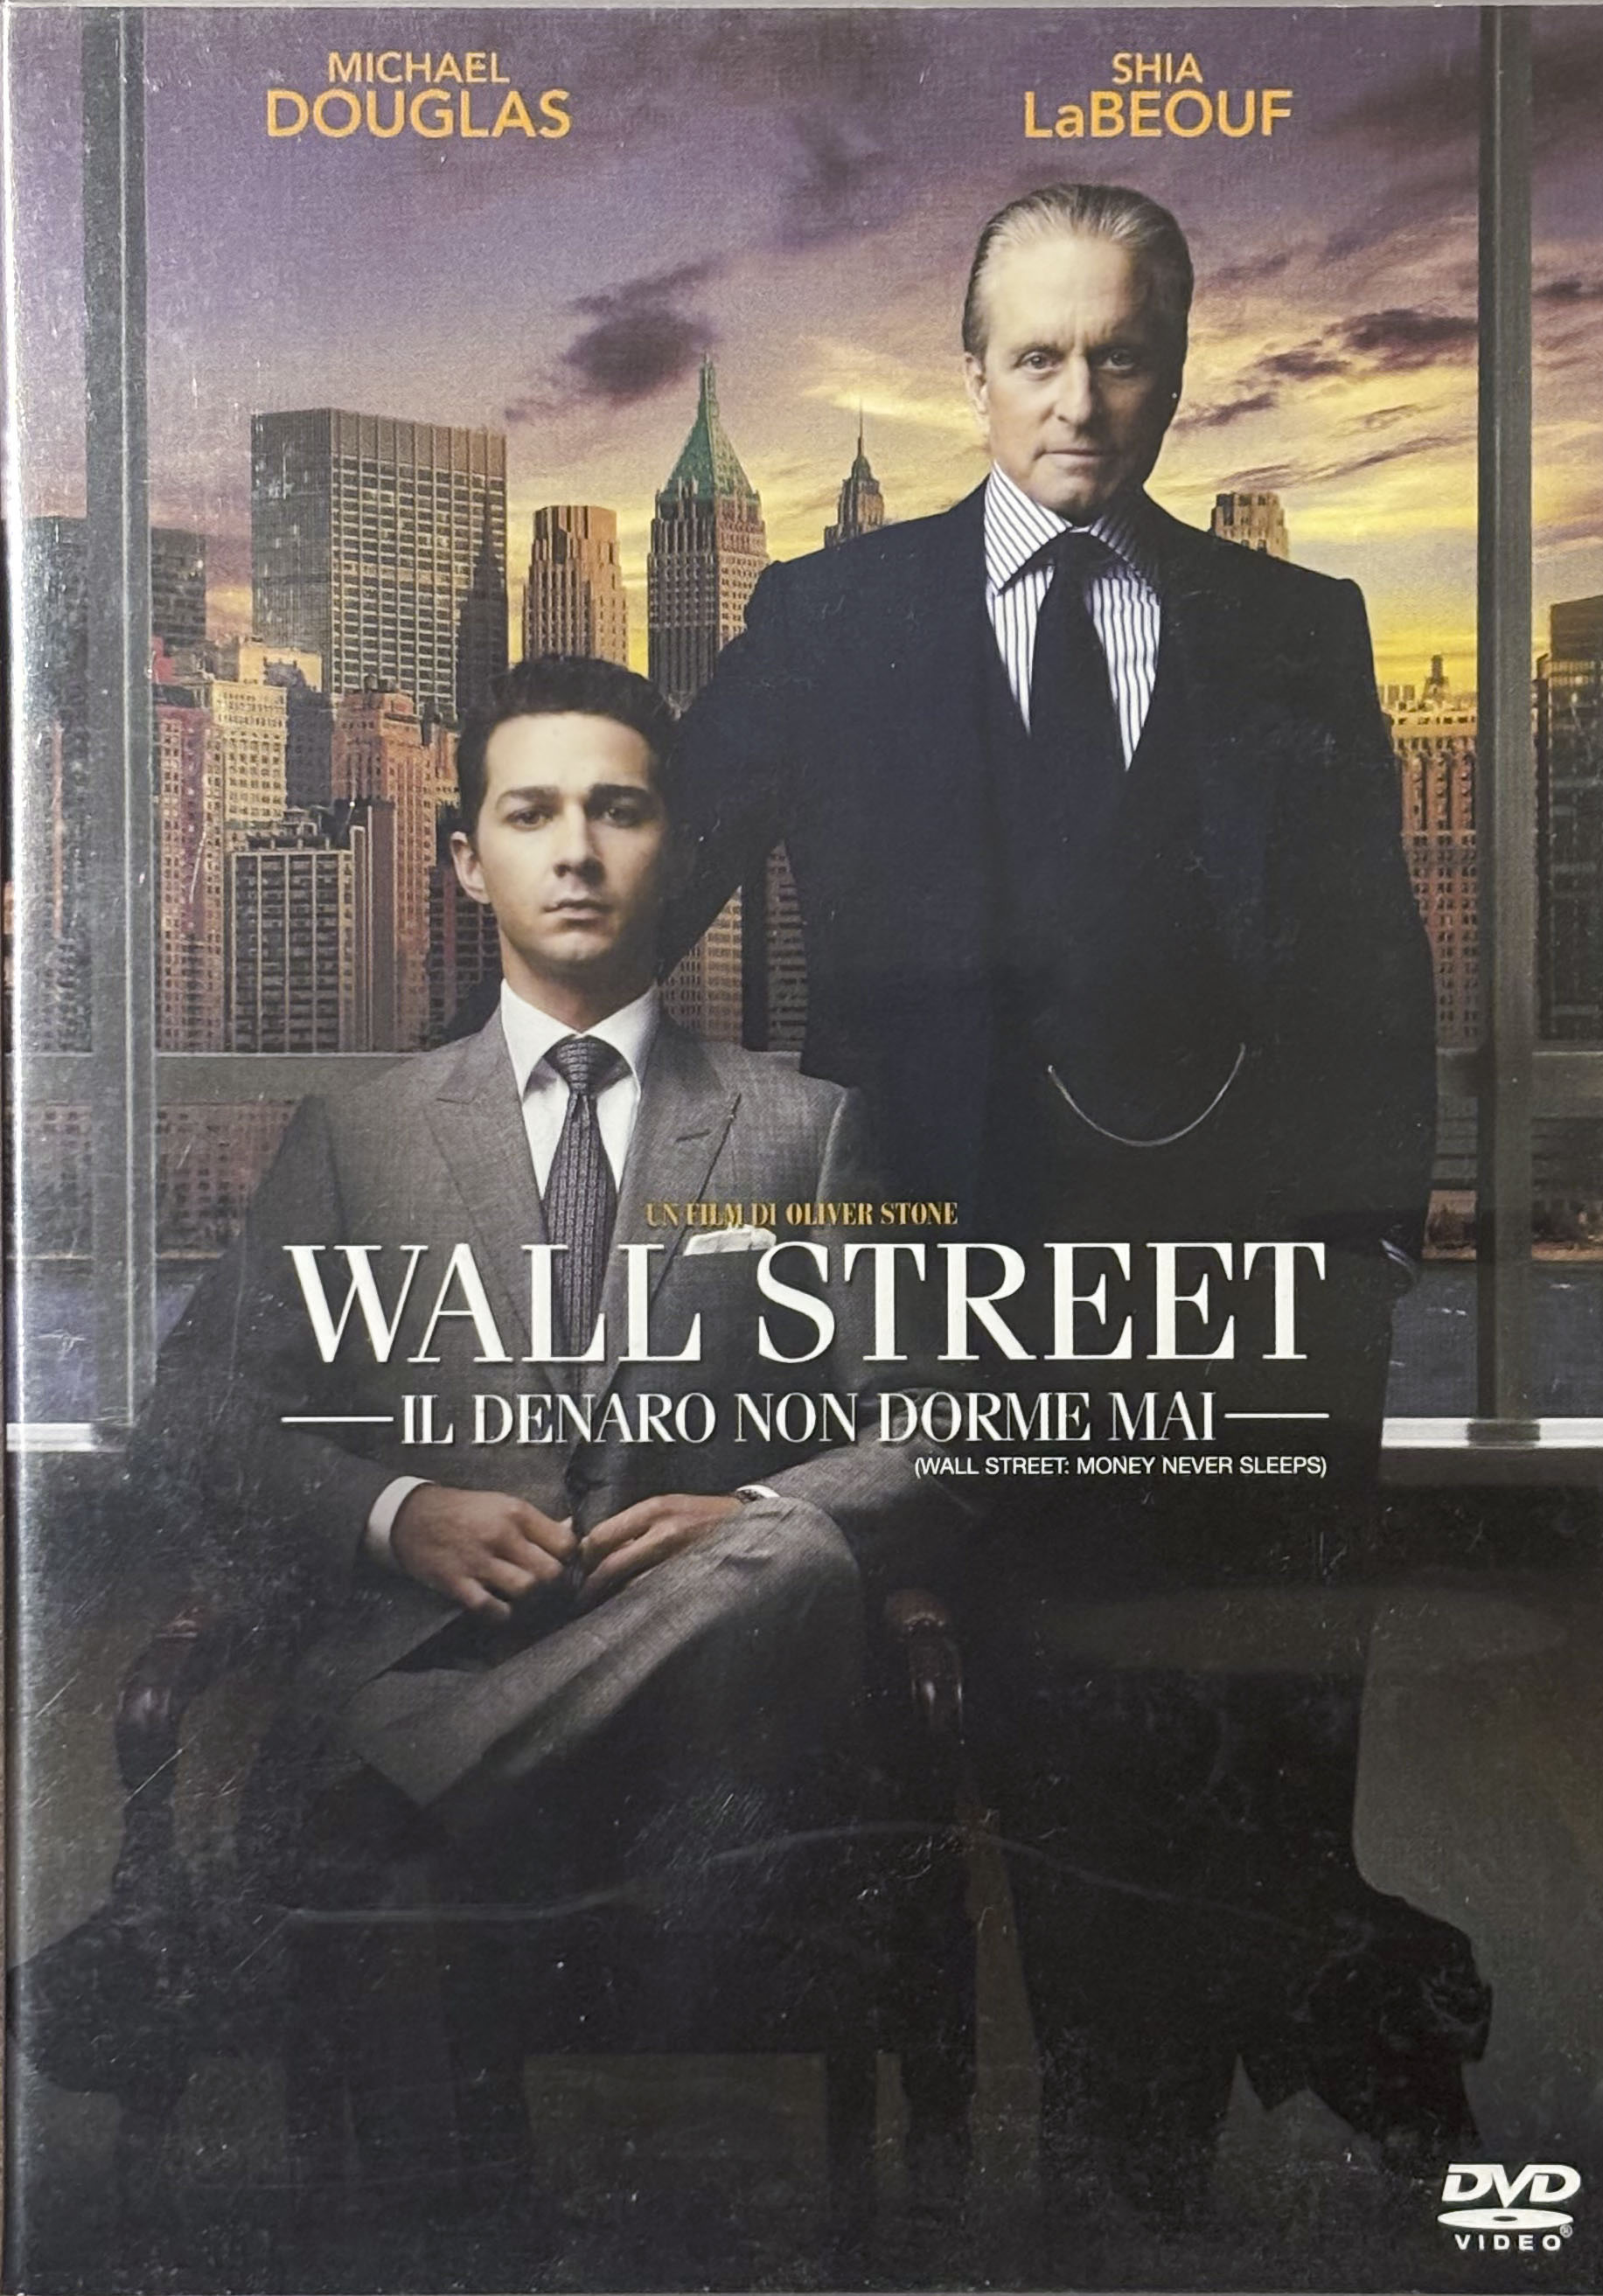 MICHAEL
DOUGLAS
SHIA
LaBEOUF
UN FILM DI OLIVER STONE
WALL STREET
IL DENARO NON DORME MAI
(WALL STREET: MONEY NEVER SLEEPS)
DVD
VIDEO®